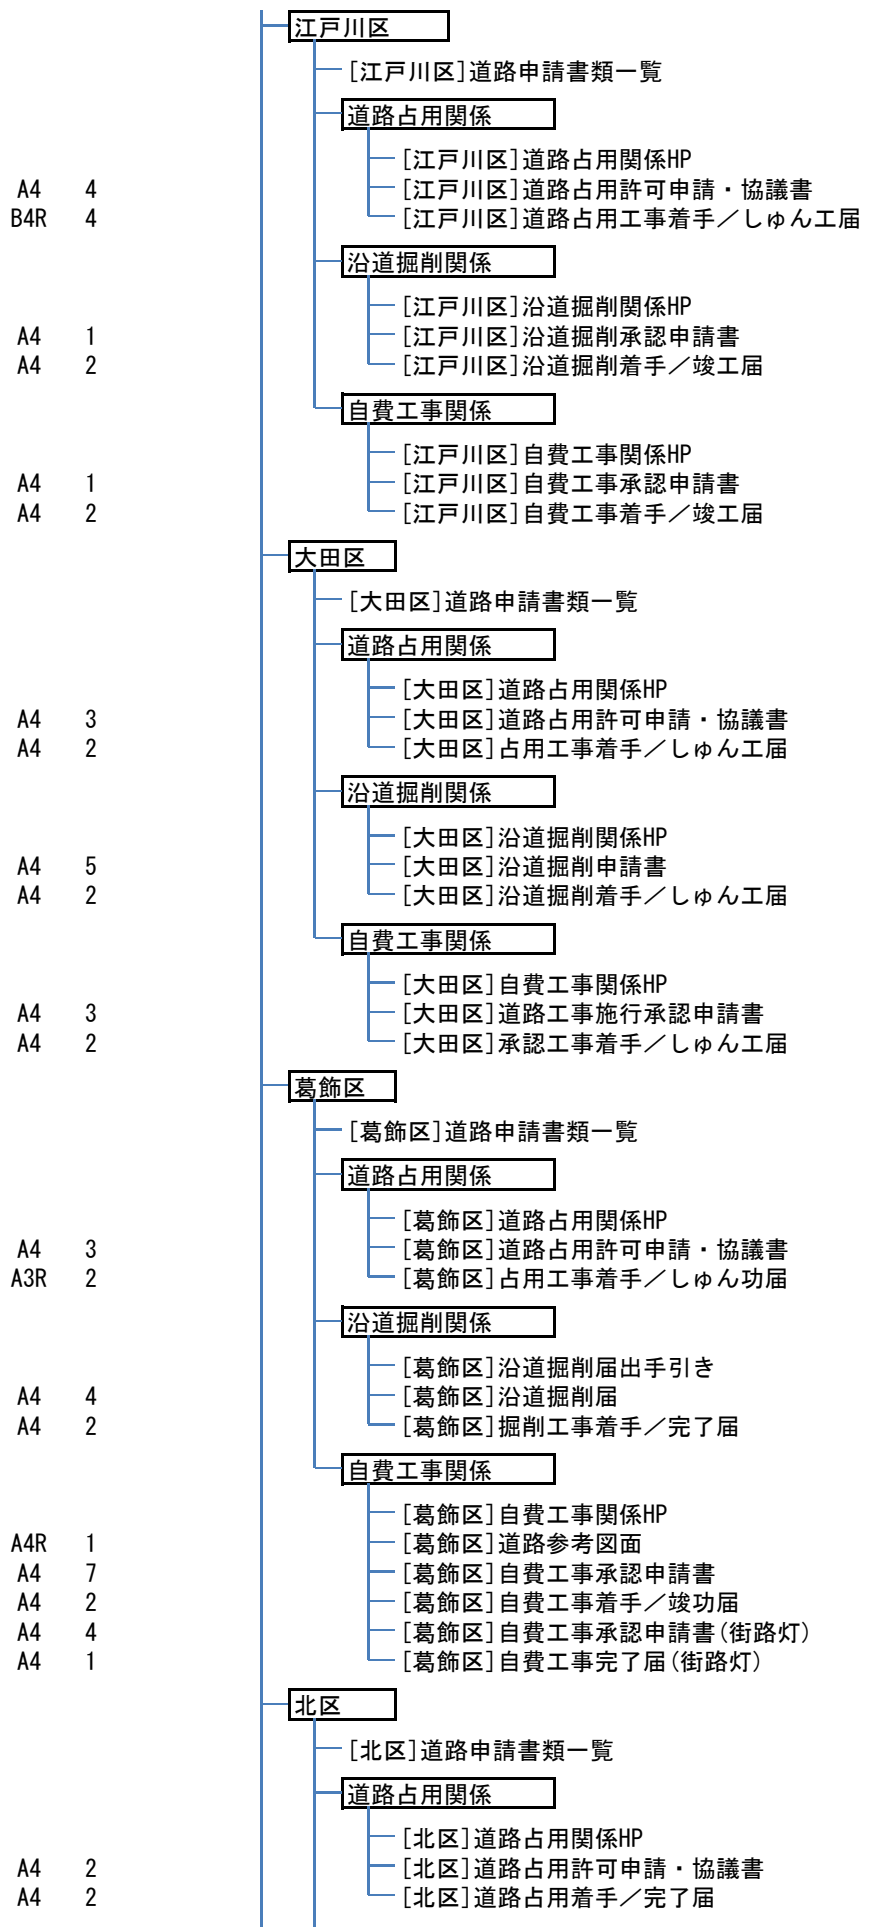 江戸川区
[江戸川区]道路申請書類一覧
道路占用関係
[江戸川区]道路占用関係HP
A4 4 [江戸川区]道路占用許可申請・協議書
B4R 4 [江戸川区]道路占用工事着手／しゅん工届
沿道掘削関係
[江戸川区]沿道掘削関係HP
A4 1 [江戸川区]沿道掘削承認申請書
A4 2 [江戸川区]沿道掘削着手／竣工届
自費工事関係
[江戸川区]自費工事関係HP
A4 1 [江戸川区]自費工事承認申請書
A4 2 [江戸川区]自費工事着手／竣工届
大田区
[大田区]道路申請書類一覧
道路占用関係
[大田区]道路占用関係HP
A4 3 [大田区]道路占用許可申請・協議書
A4 2 [大田区]占用工事着手／しゅん工届
沿道掘削関係
[大田区]沿道掘削関係HP
A4 5 [大田区]沿道掘削申請書
A4 2 [大田区]沿道掘削着手／しゅん工届
自費工事関係
[大田区]自費工事関係HP
A4 3 [大田区]道路工事施行承認申請書
A4 2 [大田区]承認工事着手／しゅん工届
葛飾区
[葛飾区]道路申請書類一覧
道路占用関係
[葛飾区]道路占用関係HP
A4 3 [葛飾区]道路占用許可申請・協議書
A3R 2 [葛飾区]占用工事着手／しゅん功届
沿道掘削関係
[葛飾区]沿道掘削届出手引き
A4 4 [葛飾区]沿道掘削届
A4 2 [葛飾区]掘削工事着手／完了届
自費工事関係
[葛飾区]自費工事関係HP
A4R 1 [葛飾区]道路参考図面
A4 7 [葛飾区]自費工事承認申請書
A4 2 [葛飾区]自費工事着手／竣功届
A4 4 [葛飾区]自費工事承認申請書(街路灯)
A4 1 [葛飾区]自費工事完了届(街路灯)
北区
[北区]道路申請書類一覧
道路占用関係
[北区]道路占用関係HP
A4 2 [北区]道路占用許可申請・協議書
A4 2 [北区]道路占用着手／完了届